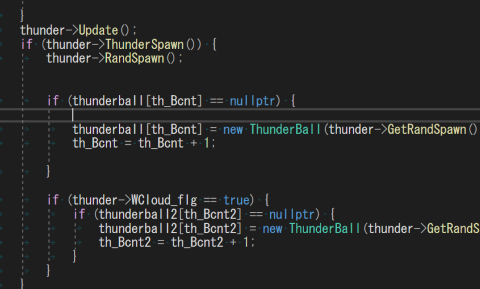 }
thunder->Update();
if (thunder->ThunderSpawn()) {
thunder->RandSpawn();
if (thunderball[th_Bcnt] == nullptr) {
thunderball[th_Bcnt] = new ThunderBall(thunder->GetRandSpawn()
th_Bcnt = th_Bcnt + 1;
}
if (thunder->WCloud_flg == true) {
if (thunderball2[th_Bcnt2] == nullptr) {
thunderball2[th_Bcnt2] = new ThunderBall(thunder->GetRandS
th_Bcnt2 = th_Bcnt2 + 1;
}
}
}